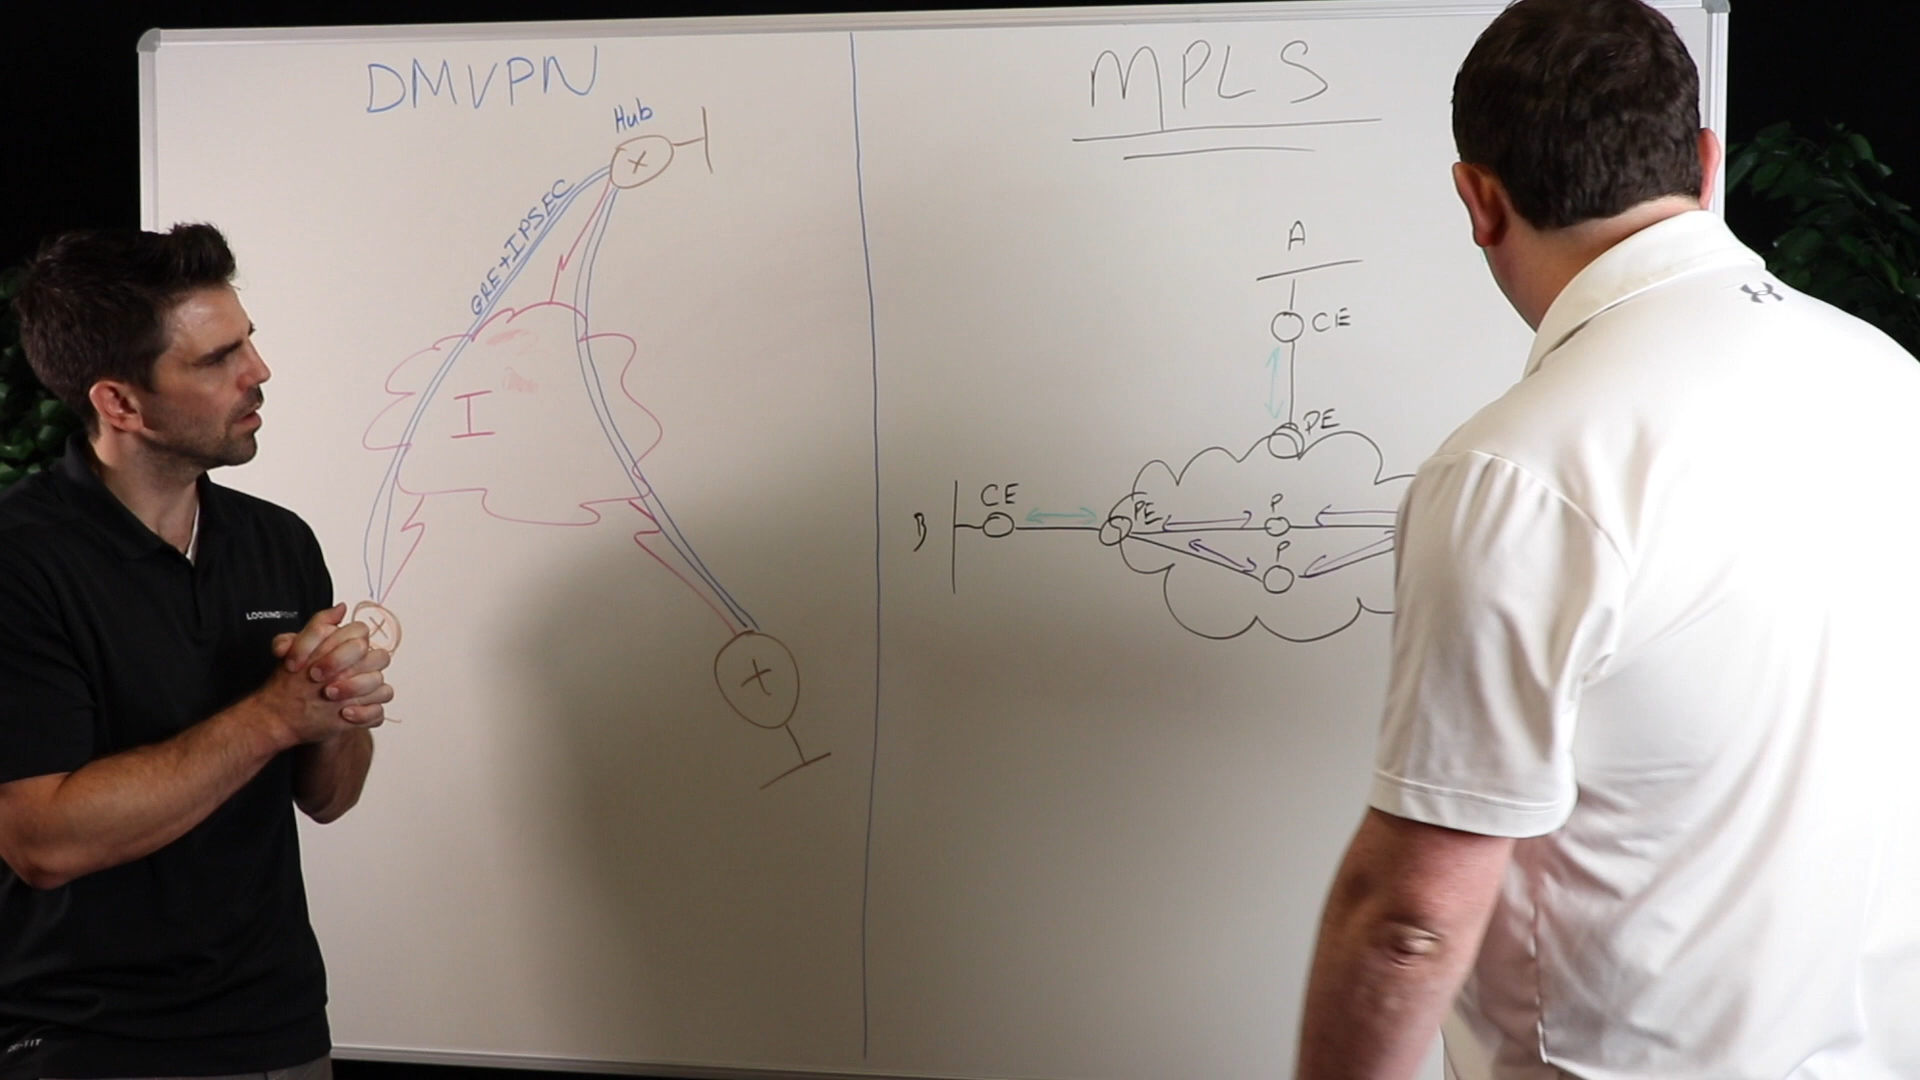 DMVPN
Hub
GRE+IPSEC
I
MPLS
A
CE
PE
B
CE
PE
P
P
LOOKINGPOINT